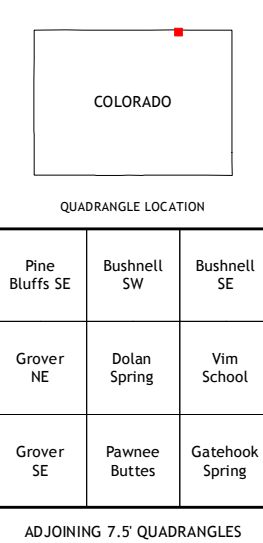 COLORADO
QUADRANGLE LOCATION
Pine Bushnell Bushnell
Bluffs SE SW SE
Grover Dolan Vim
NE Spring School
Grover Pawnee Gatehook
SE Buttes Spring
ADJOINING 7.5' QUADRANGLES